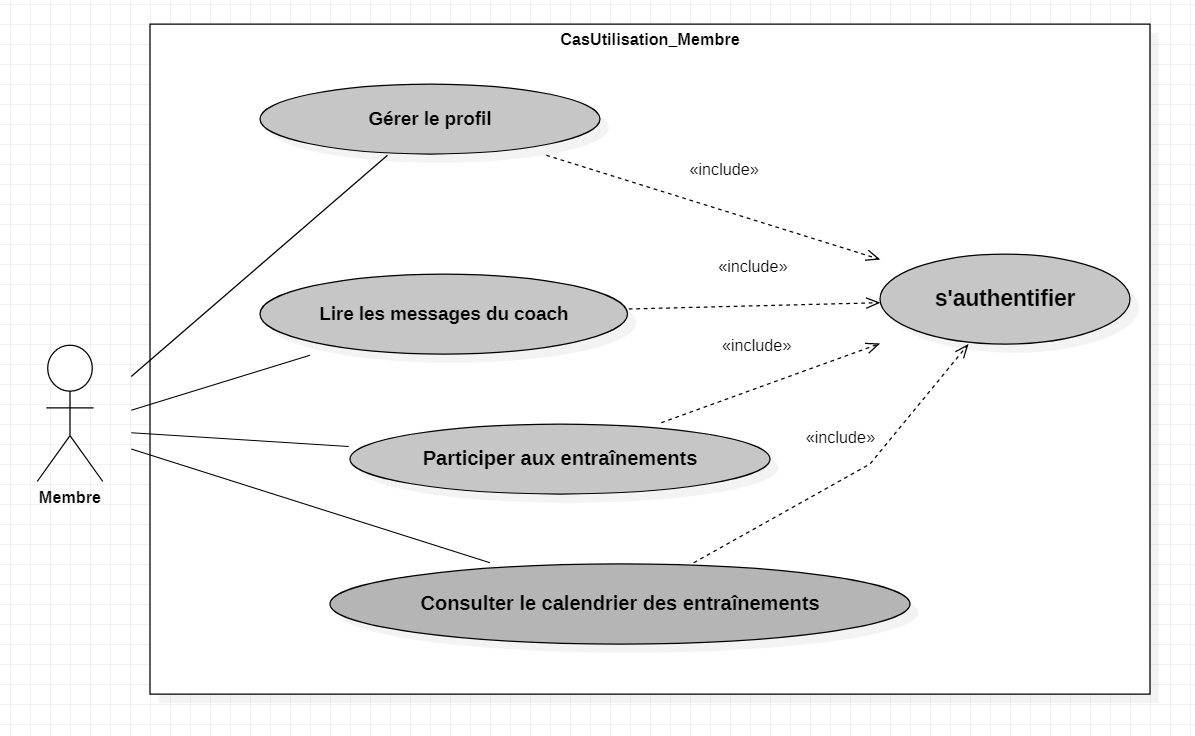 CasUtilisation_Membre
Gérer le profil
«include»
«include»
s'authentifier
Lire les messages du coach
«include»
«include»
Participer aux entraînements
Membre
Consulter le calendrier des entraînements